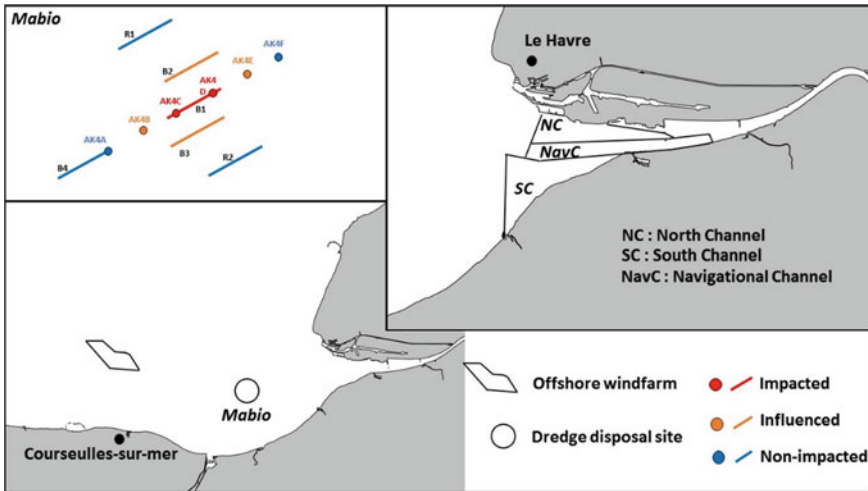 Mabio
R1
B2
AK4E
AK4F
AK4
D
AK4C
B1
AK4B
AK4A
B3
B4
R2
Le Havre
NC
NavC
SC
NC : North Channel
SC : South Channel
NavC : Navigational Channel
Mabio
Courseulles-sur-mer
Offshore windfarm
Dredge disposal site
Impacted
Influenced
Non-impacted